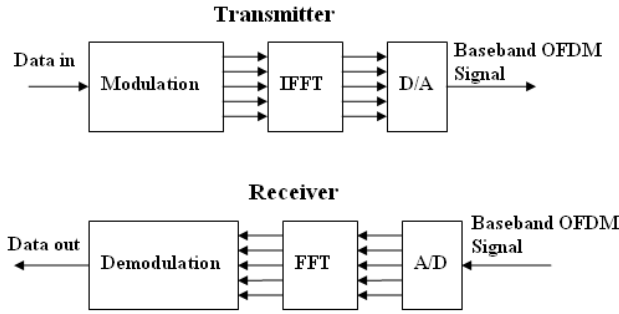 Transmitter
Data in
Modulation
IFFT
D/A
Baseband OFDM
Signal
Receiver
Data out
Demodulation
FFT
A/D
Baseband OFDM
Signal